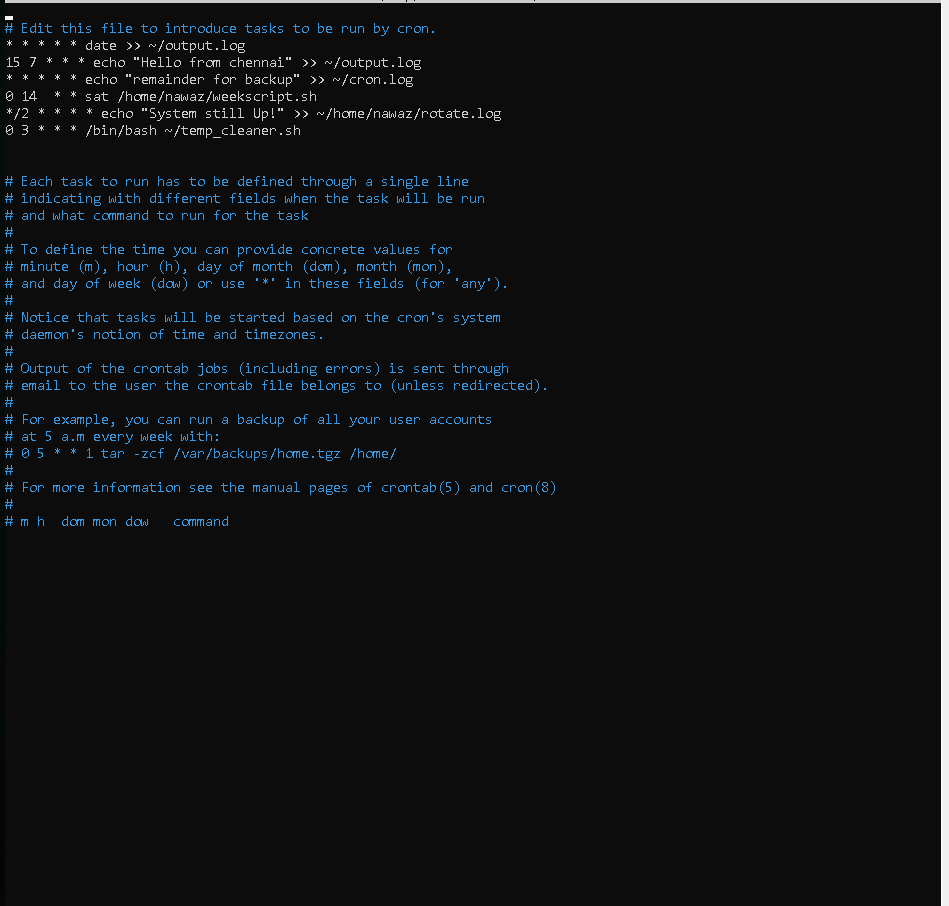 # Edit this file to introduce tasks to be run by cron.
* * * * * date >> ~/output.log
15 7 * * * echo "Hello from chennai" >> ~/output.log
* * * * * echo "remainder for backup" >> ~/cron.log
0 14  * * sat /home/nawaz/weekscript.sh
*/2 * * * * echo "System still Up!" >> ~/home/nawaz/rotate.log
0 3 * * * /bin/bash ~/temp_cleaner.sh
# Each task to run has to be defined through a single line
# indicating with different fields when the task will be run
# and what command to run for the task
#
# To define the time you can provide concrete values for
# minute (m), hour (h), day of month (dom), month (mon),
# and day of week (dow) or use '*' in these fields (for 'any').
#
# Notice that tasks will be started based on the cron's system
# daemon's notion of time and timezones.
#
# Output of the crontab jobs (including errors) is sent through
# email to the user the crontab file belongs to (unless redirected).
#
# For example, you can run a backup of all your user accounts
# at 5 a.m every week with:
# 0 5 * * 1 tar -zcf /var/backups/home.tgz /home/
#
# For more information see the manual pages of crontab(5) and cron(8)
#
# m h  dom mon dow   command